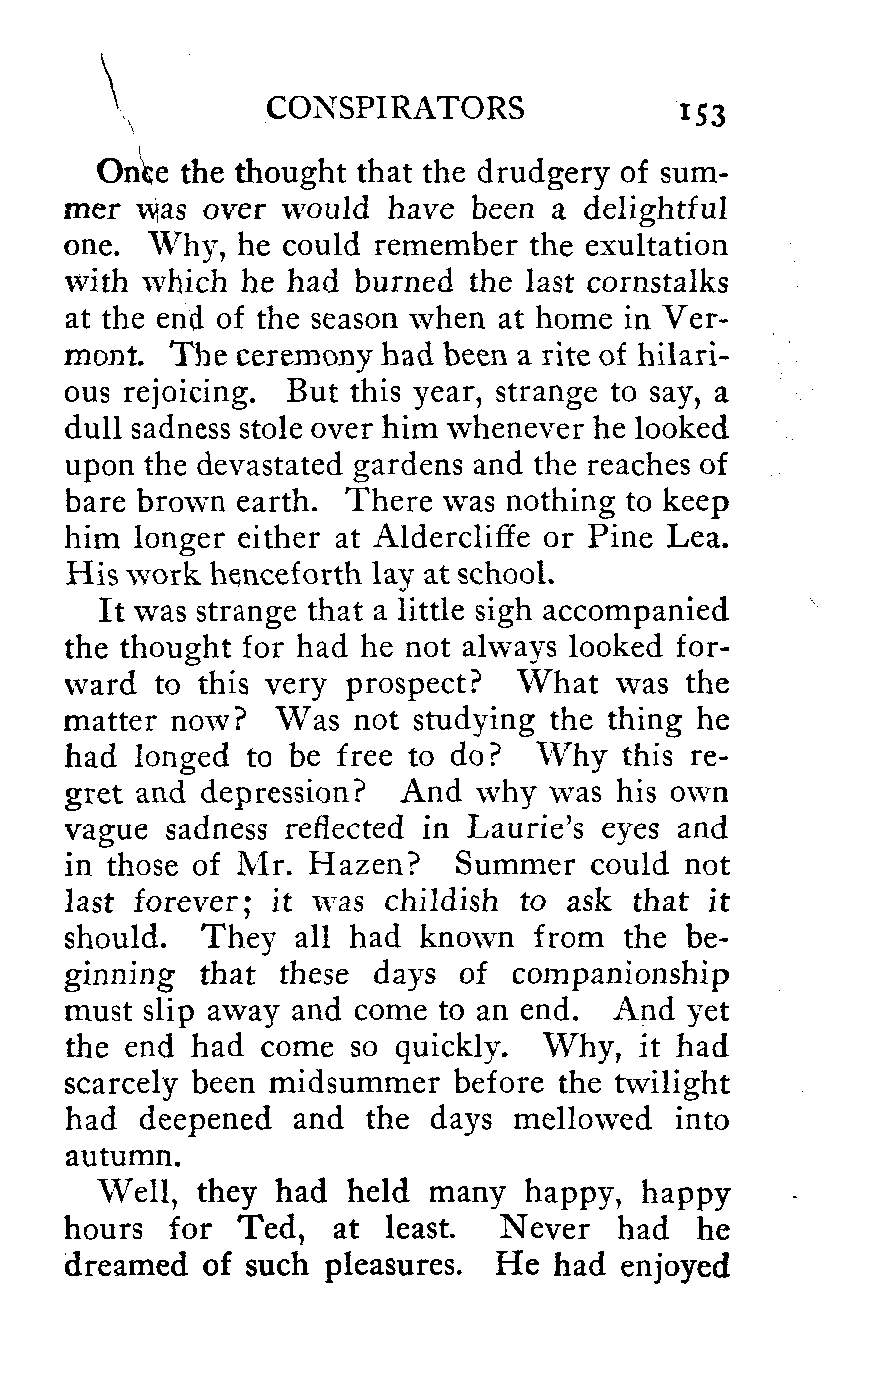 CONSPIRATORS 153
Once the thought that the drudgery of sum-
mer was over would have been a delightful
one. Why, he could remember the exultation
with which he had burned the last cornstalks
at the end of the season when at home in Ver-
mont. The ceremony had been a rite of hilari-
ous rejoicing. But this year, strange to say, a
dull sadness stole over him whenever he looked
upon the devastated gardens and the reaches of
bare brown earth. There was nothing to keep
him longer either at Aldercliffe or Pine Lea.
His work henceforth lay at school.
It was strange that a little sigh accompanied
the thought for had he not always looked for-
ward to this very prospect? What was the
matter now? Was not studying the thing he
had longed to be free to do? Why this re-
gret and depression? And why was his own
vague sadness reflected in Laurie's eyes and
in those of Mr. Hazen? Summer could not
last forever; it was childish to ask that it
should. They all had known from the be-
ginning that these days of companionship
must slip away and come to an end. And yet
the end had come so quickly. Why, it had
scarcely been midsummer before the twilight
had deepened and the days mellowed into
autumn.
Well, they had held many happy, happy
hours for Ted, at least. Never had he
dreamed of such pleasures. He had enjoyed